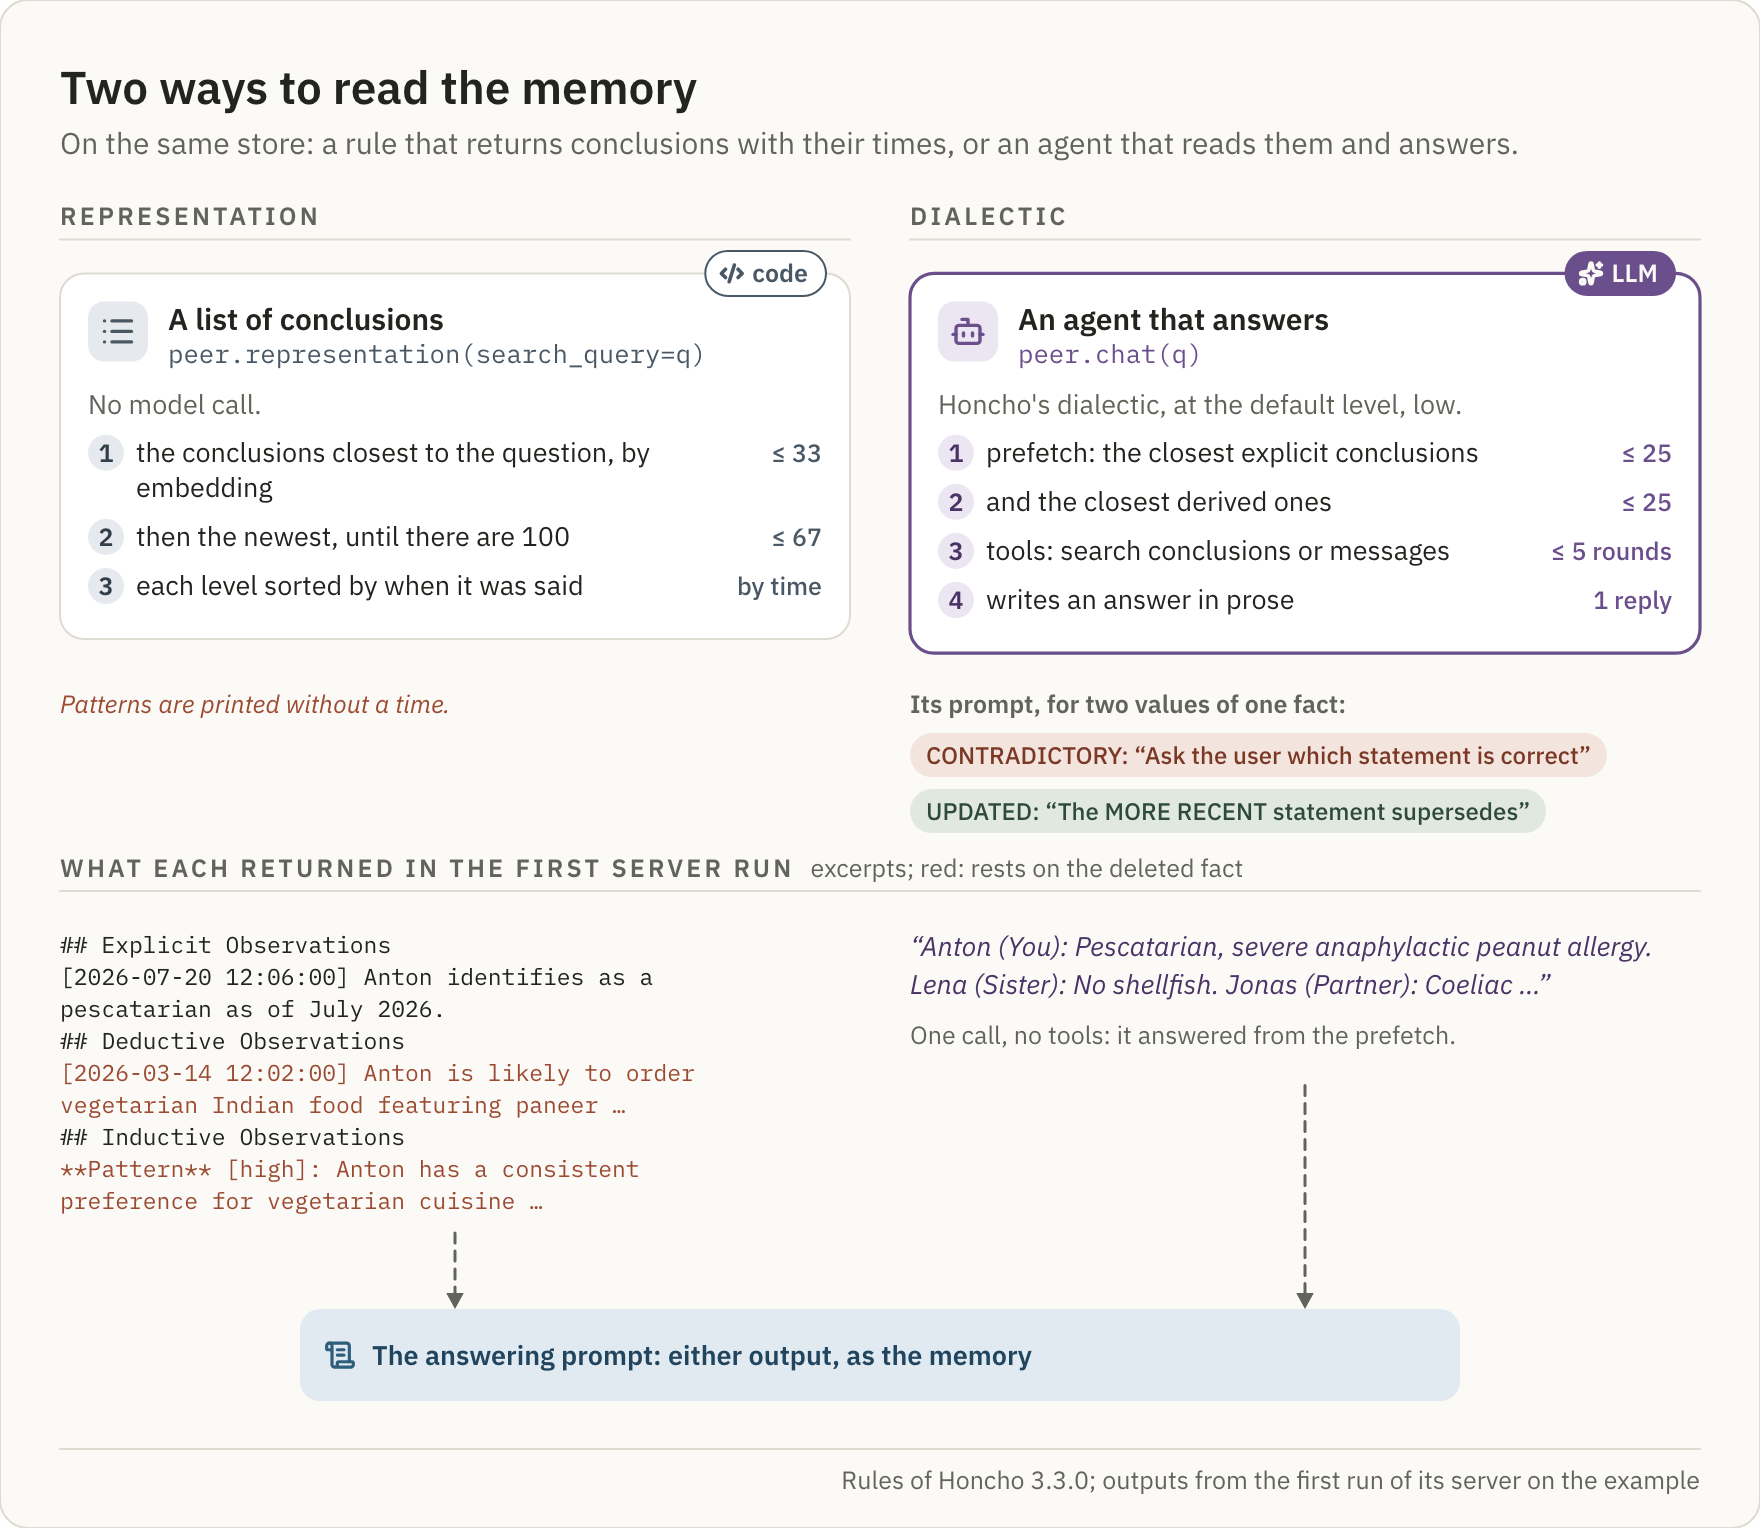 Two ways to read the memory
On the same store: a rule that returns conclusions with their times, or an agent that reads them and answers.
REPRESENTATION
code
A list of conclusions
peer.representation(search_query=q)
No model call.
1 the conclusions closest to the question, by ≤ 33
embedding
2 then the newest, until there are 100 ≤ 67
3 each level sorted by when it was said by time
Patterns are printed without a time.
DIALECTIC
LLM
An agent that answers
peer.chat(q)
Honcho's dialectic, at the default level, low.
1 prefetch: the closest explicit conclusions ≤ 25
2 and the closest derived ones ≤ 25
3 tools: search conclusions or messages ≤ 5 rounds
4 writes an answer in prose 1 reply
Its prompt, for two values of one fact:
CONTRADICTORY: “Ask the user which statement is correct”
UPDATED: “The MORE RECENT statement supersedes”
WHAT EACH RETURNED IN THE FIRST SERVER RUN excerpts; red: rests on the deleted fact
## Explicit Observations
[2026-07-20 12:06:00] Anton identifies as a
pescatarian as of July 2026.
## Deductive Observations
[2026-03-14 12:02:00] Anton is likely to order
vegetarian Indian food featuring paneer …
## Inductive Observations
**Pattern** [high]: Anton has a consistent
preference for vegetarian cuisine …
“Anton (You): Pescatarian, severe anaphylactic peanut allergy.
Lena (Sister): No shellfish. Jonas (Partner): Coeliac …”
One call, no tools: it answered from the prefetch.
The answering prompt: either output, as the memory
Rules of Honcho 3.3.0; outputs from the first run of its server on the example